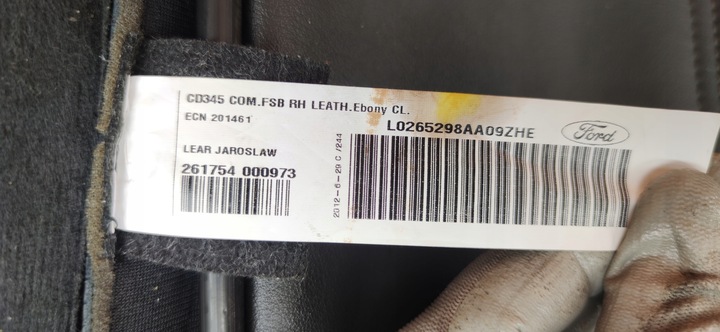 CD345 COM.FSB RH LEATH.Ebony CL.
ECN 201461
L0265298AA09ZHE
Ford
LEAR JAROSLAW
261754 000973
2012-6-29 C /244